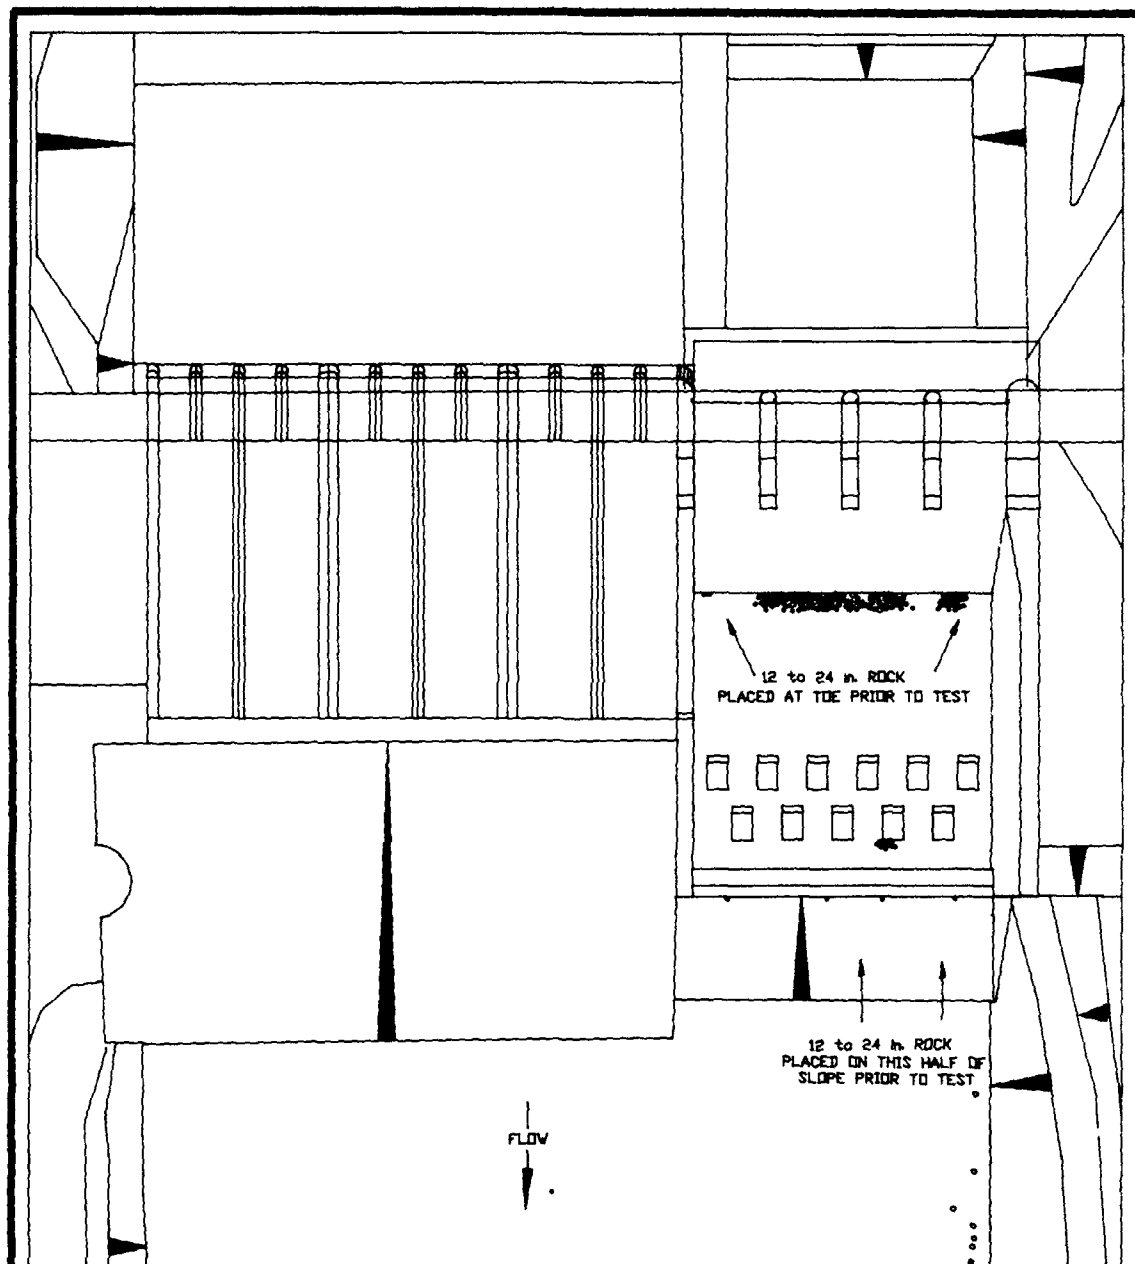 12 to 24 in. ROCK
PLACED AT TOE PRIOR TO TEST
12 to 24 in. ROCK
PLACED ON THIS HALF OF
SLOPE PRIOR TO TEST
FLOW